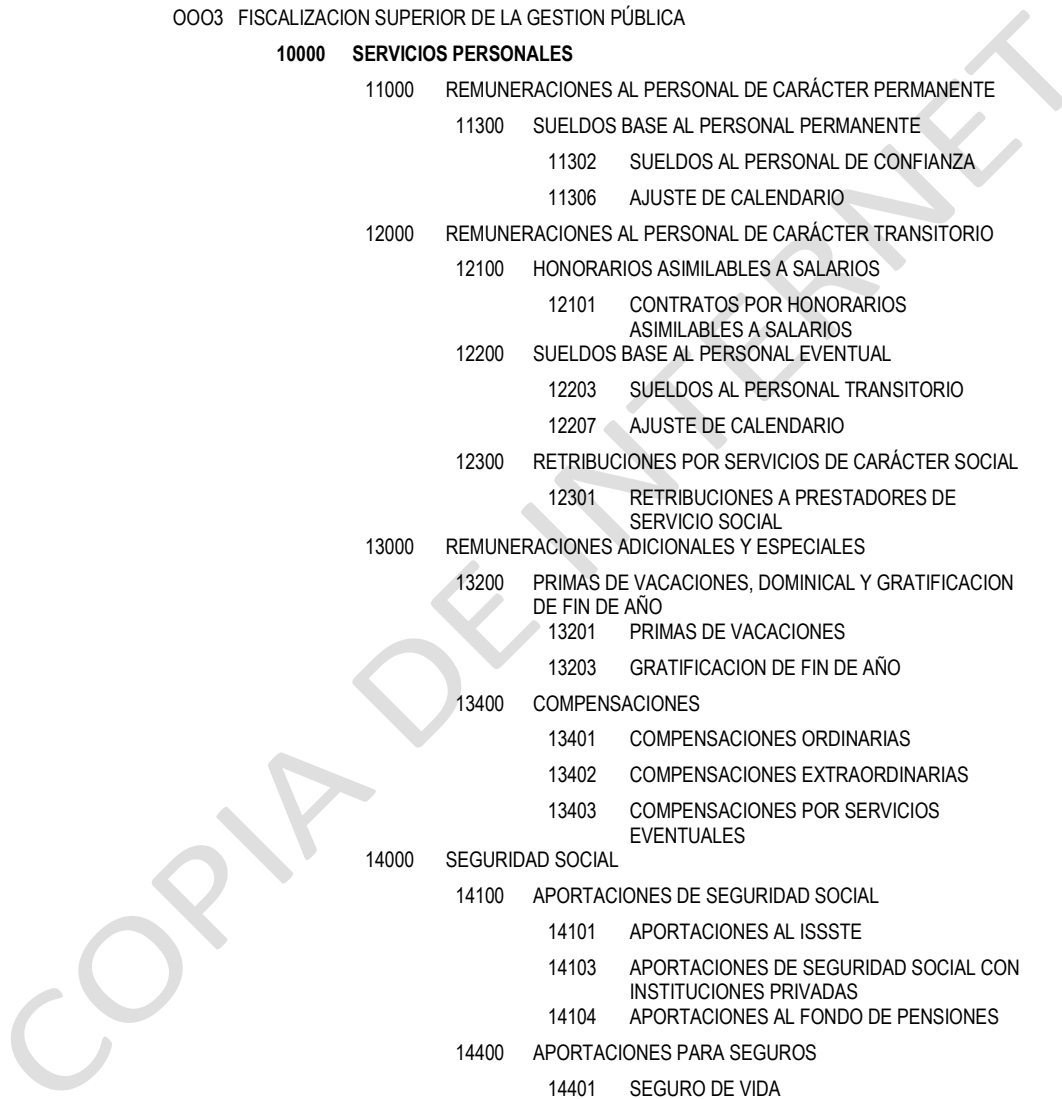 OOO3 FISCALIZACION SUPERIOR DE LA GESTION PÚBLICA
10000 SERVICIOS PERSONALES
11000 REMUNERACIONES AL PERSONAL DE CARÁCTER PERMANENTE
11300 SUELDOS BASE AL PERSONAL PERMANENTE
11302 SUELDOS AL PERSONAL DE CONFIANZA
11306 AJUSTE DE CALENDARIO
12000 REMUNERACIONES AL PERSONAL DE CARÁCTER TRANSITORIO
12100 HONORARIOS ASIMILABLES A SALARIOS
12101 CONTRATOS POR HONORARIOS
ASIMILABLES A SALARIOS
12200 SUELDOS BASE AL PERSONAL EVENTUAL
12203 SUELDOS AL PERSONAL TRANSITORIO
12207 AJUSTE DE CALENDARIO
12300 RETRIBUCIONES POR SERVICIOS DE CARÁCTER SOCIAL
12301 RETRIBUCIONES A PRESTADORES DE
SERVICIO SOCIAL
13000 REMUNERACIONES ADICIONALES Y ESPECIALES
13200 PRIMAS DE VACACIONES, DOMINICAL Y GRATIFICACION
DE FIN DE AÑO
13201 PRIMAS DE VACACIONES
13203 GRATIFICACION DE FIN DE AÑO
13400 COMPENSACIONES
13401 COMPENSACIONES ORDINARIAS
13402 COMPENSACIONES EXTRAORDINARIAS
13403 COMPENSACIONES POR SERVICIOS
EVENTUALES
14000 SEGURIDAD SOCIAL
14100 APORTACIONES DE SEGURIDAD SOCIAL
14101 APORTACIONES AL ISSSTE
14103 APORTACIONES DE SEGURIDAD SOCIAL CON
INSTITUCIONES PRIVADAS
14104 APORTACIONES AL FONDO DE PENSIONES
14400 APORTACIONES PARA SEGUROS
14401 SEGURO DE VIDA
COPIA DE INTERNET